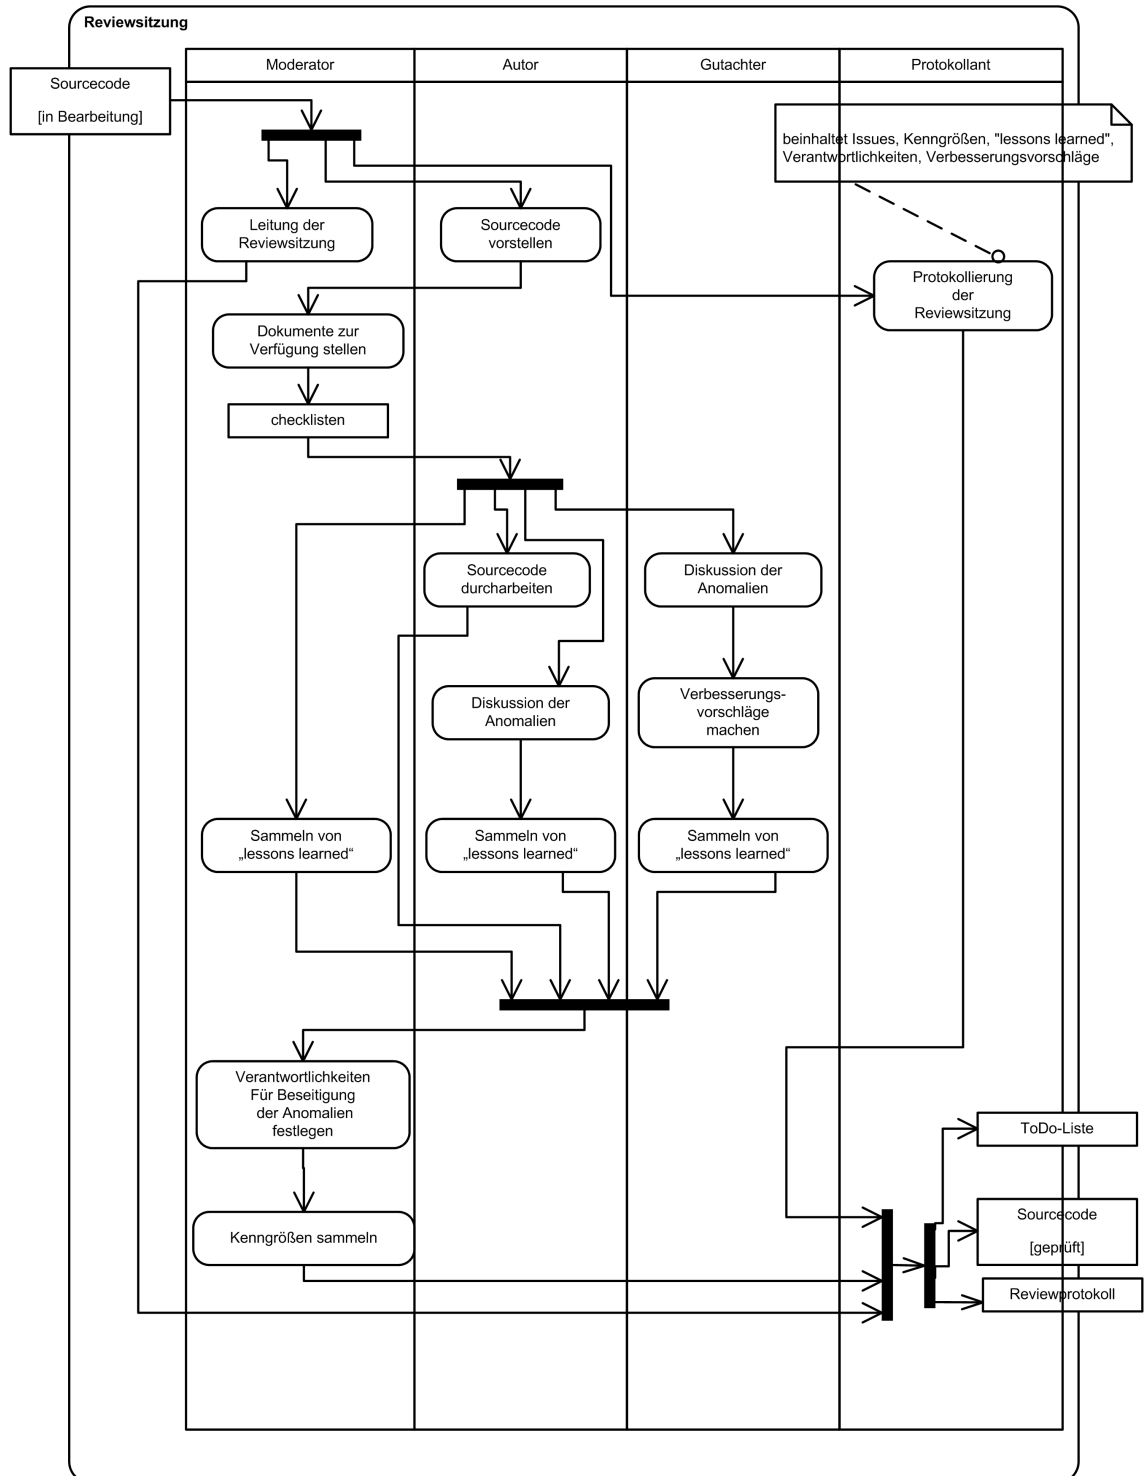 Reviewsitzung
Moderator
Autor
Gutachter
Protokollant
Sourcecode
[in Bearbeitung]
beinhaltet Issues, Kenngrößen, "lessons learned",
Verantwortlichkeiten, Verbesserungsvorschläge
Leitung der
Reviewsitzung
Sourcecode
vorstellen
Protokollierung
der
Reviewsitzung
Dokumente zur
Verfügung stellen
checklisten
Sourcecode
durcharbeiten
Diskussion der
Anomalien
Diskussion der
Anomalien
Verbesserungs-
vorschläge
machen
Sammeln von
„lessons learned“
Sammeln von
„lessons learned“
Sammeln von
„lessons learned“
Verantwortlichkeiten
Für Beseitigung
der Anomalien
festlegen
ToDo-Liste
Sourcecode
[geprüft]
Kenngrößen sammeln
Reviewprotokoll